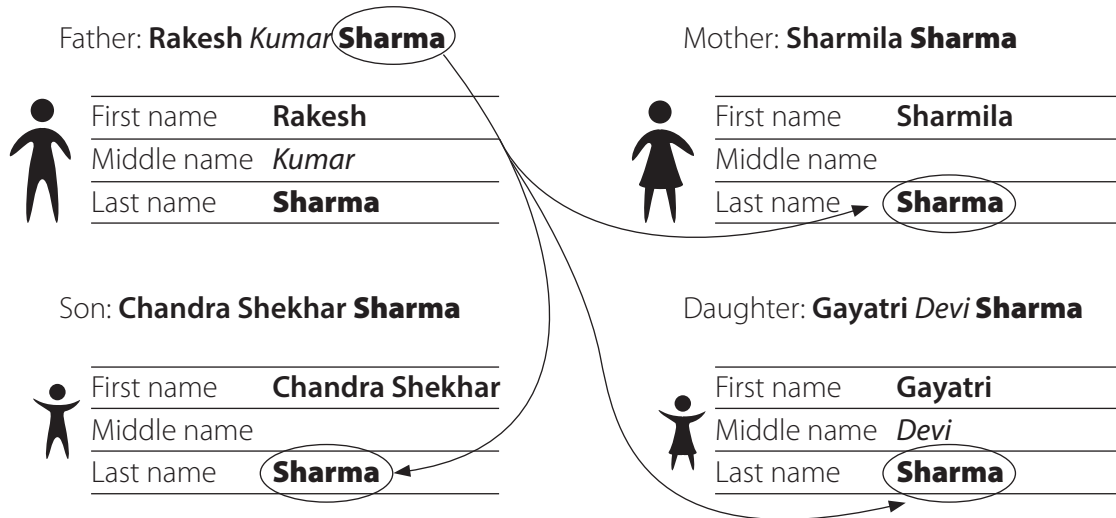 Father: Rakesh Kumar Sharma
First name Rakesh
Middle name Kumar
Last name Sharma
Mother: Sharmila Sharma
First name Sharmila
Middle name
Last name Sharma
Son: Chandra Shekhar Sharma
First name Chandra Shekhar
Middle name
Last name Sharma
Daughter: Gayatri Devi Sharma
First name Gayatri
Middle name Devi
Last name Sharma